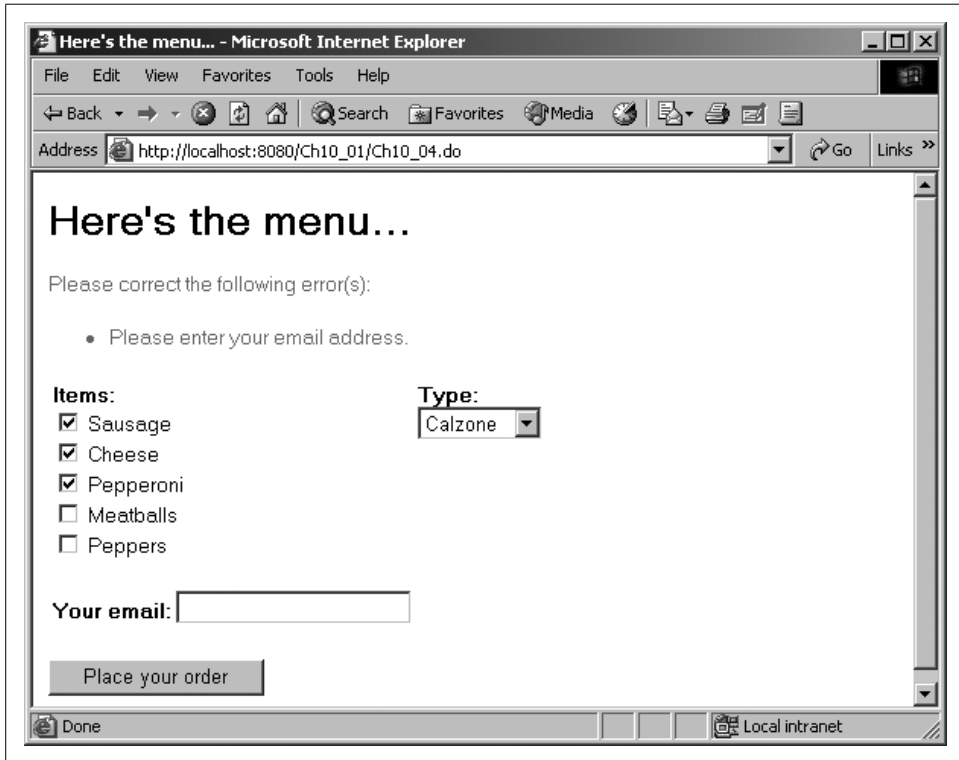 Here's the menu... - Microsoft Internet Explorer
File Edit View Favorites Tools Help
Back Search Favorites Media
Address http://localhost:8080/Ch10_01/Ch10_04.do Go Links »
Here's the menu...
Please correct the following error(s):
• Please enter your email address.
Items: Type:
Sausage Calzone
Cheese
Pepperoni
Meatballs
Peppers
Your email:
Place your order
Done Local intranet